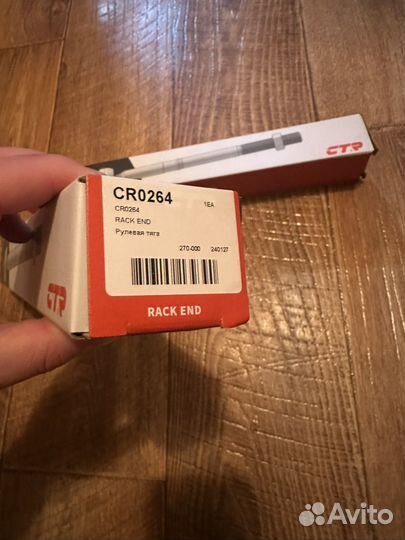 CTR
CR0264
1EA
CR0264
RACK END
Рулевая тяга
270-000 240127
CTR
RACK END
Avito